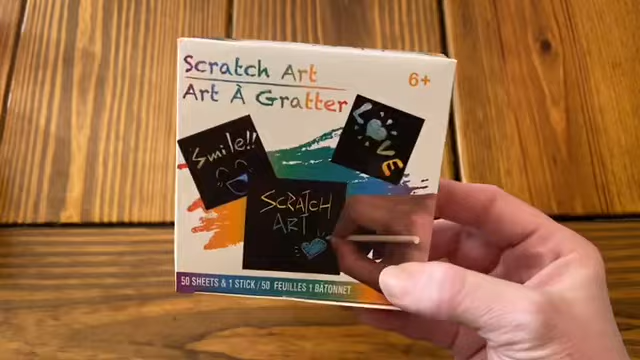 Scratch Art
Art À Gratter
6+
Smile!!
LOVE
SCRATCH
ART
50 SHEETS & 1 STICK / 50 FEUILLES 1 BÂTONNET